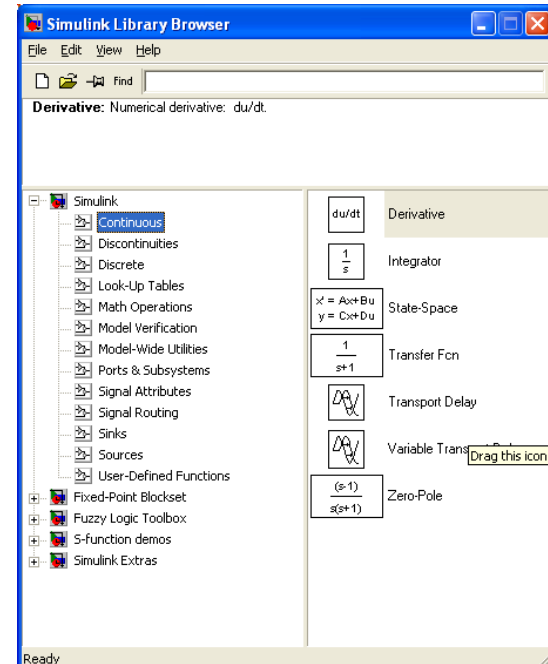 Simulink Library Browser
File Edit View Help
Find
Derivative: Numerical derivative: du/dt.
Simulink
Continuous
Discontinuities
Discrete
Look-Up Tables
Math Operations
Model Verification
Model-Wide Utilities
Ports & Subsystems
Signal Attributes
Signal Routing
Sinks
Sources
User-Defined Functions
Fixed-Point Blockset
Fuzzy Logic Toolbox
S-function demos
Simulink Extras
du/dt Derivative
1
s
Integrator
x' = Ax+Bu
y = Cx+Du
State-Space
1
s+1
Transfer Fcn
Transport Delay
Variable
Drag this icon
(s-1)
s(s+1)
Zero-Pole
Ready